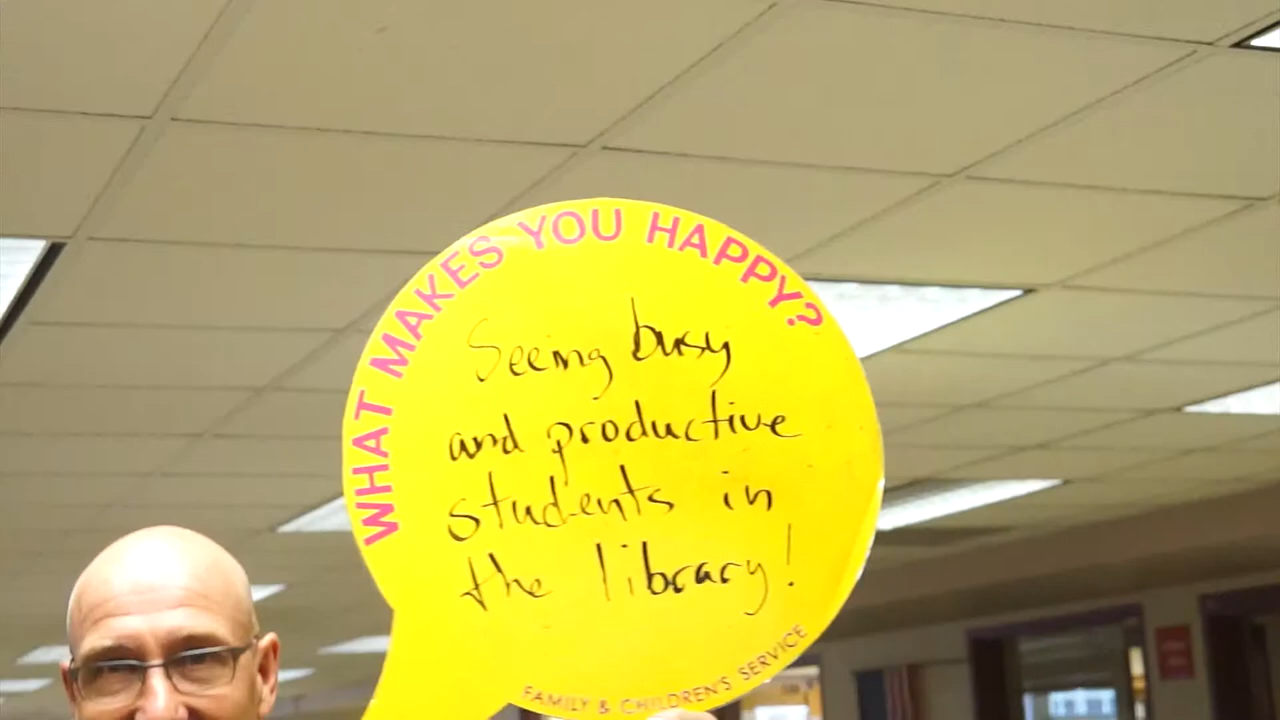 WHAT MAKES YOU HAPPY?
Seeing busy
and productive
students in
the library!
FAMILY & CHILDREN'S SERVICE